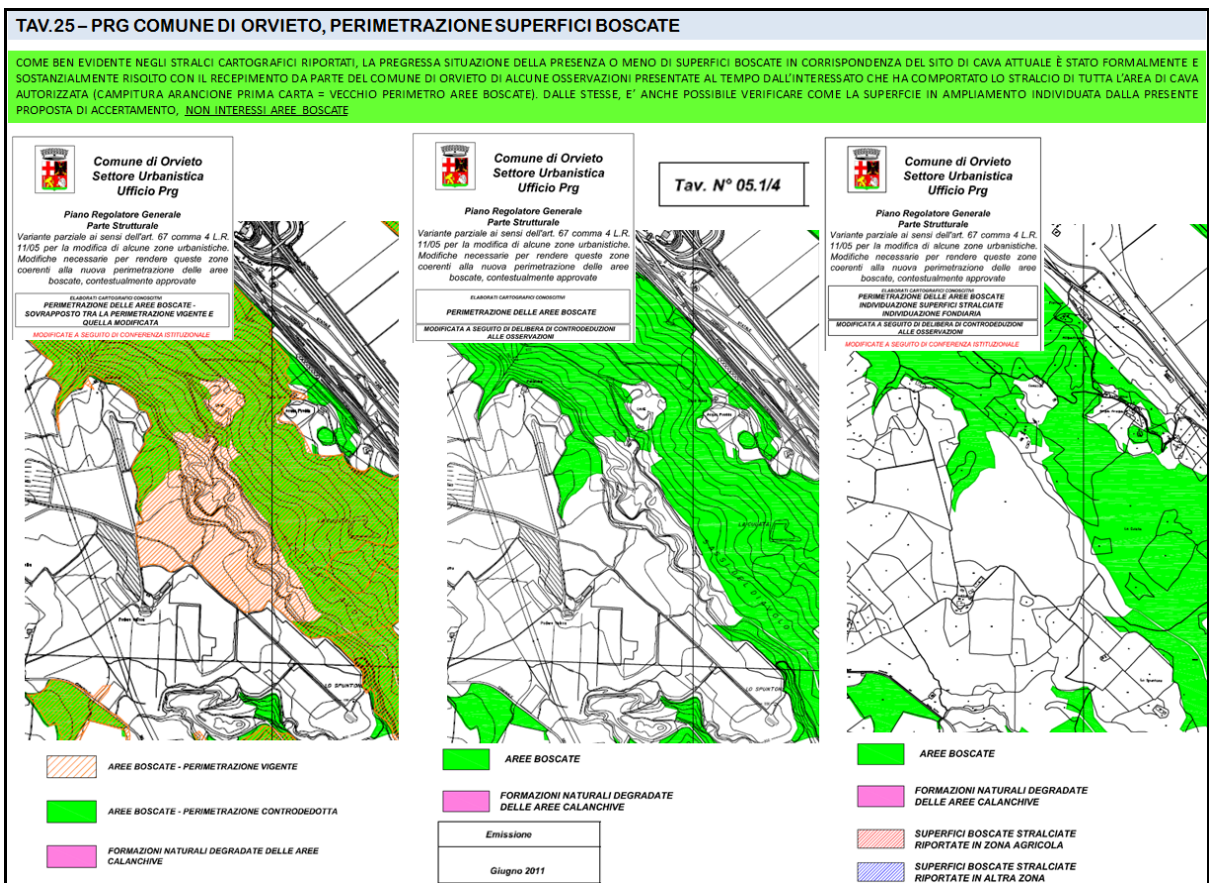 TAV.25 – PRG COMUNE DI ORVIETO, PERIMETRAZIONE SUPERFICI BOSCATE
COME BEN EVIDENTE NEGLI STRALCI CARTOGRAFICI RIPORTATI, LA PREGRESSA SITUAZIONE DELLA PRESENZA O MENO DI SUPERFICI BOSCATE IN CORRISPONDENZA DEL SITO DI CAVA ATTUALE È STATO FORMALMENTE E
SOSTANZIALMENTE RISOLTO CON IL RECEPIMENTO DA PARTE DEL COMUNE DI ORVIETO DI ALCUNE OSSERVAZIONI PRESENTATE AL TEMPO DALL'INTERESSATO CHE HA COMPORTATO LO STRALCIO DI TUTTA L'AREA DI CAVA
AUTORIZZATA (CAMPITURA ARANCIONE PRIMA CARTA = VECCHIO PERIMETRO AREE BOSCATE). DALLE STESSE, E' ANCHE POSSIBILE VERIFICARE COME LA SUPERFCIE IN AMPLIAMENTO INDIVIDUATA DALLA PRESENTE
PROPOSTA DI ACCERTAMENTO, NON INTERESSI AREE BOSCATE
Comune di Orvieto
Settore Urbanistica
Ufficio Prg
Piano Regolatore Generale
Parte Strutturale
Variante parziale ai sensi dell'art. 67 comma 4 L.R.
11/05 per la modifica di alcune zone urbanistiche.
Modifiche necessarie per rendere queste zone
coerenti alla nuova perimetrazione delle aree
boscate, contestualmente approvate
ELABORATI CARTOGRAFICI CONOSCITIVI
PERIMETRAZIONE DELLE AREE BOSCATE -
SOVRAPPOSTO TRA LA PERIMETRAZIONE VIGENTE E
QUELLA MODIFICATA
MODIFICATE A SEGUITO DI CONFERENZA ISTITUZIONALE
AREE BOSCATE - PERIMETRAZIONE VIGENTE
AREE BOSCATE - PERIMETRAZIONE CONTRODEDOTTA
FORMAZIONI NATURALI DEGRADATE DELLE AREE
CALANCHIVE
Comune di Orvieto
Settore Urbanistica
Ufficio Prg
Piano Regolatore Generale
Parte Strutturale
Variante parziale ai sensi dell'art. 67 comma 4 L.R.
11/05 per la modifica di alcune zone urbanistiche.
Modifiche necessarie per rendere queste zone
coerenti alla nuova perimetrazione delle aree
boscate, contestualmente approvate
ELABORATI CARTOGRAFICI CONOSCITIVI
PERIMETRAZIONE DELLE AREE BOSCATE
MODIFICATA A SEGUITO DI DELIBERA DI CONTRODEDUZIONI
ALLE OSSERVAZIONI
Tav. N° 05.1/4
LA CULATA
LO SPUNTONE
AREE BOSCATE
FORMAZIONI NATURALI DEGRADATE
DELLE AREE CALANCHIVE
Emissione
Giugno 2011
Comune di Orvieto
Settore Urbanistica
Ufficio Prg
Piano Regolatore Generale
Parte Strutturale
Variante parziale ai sensi dell'art. 67 comma 4 L.R.
11/05 per la modifica di alcune zone urbanistiche.
Modifiche necessarie per rendere queste zone
coerenti alla nuova perimetrazione delle aree
boscate, contestualmente approvate
ELABORATI CARTOGRAFICI CONOSCITIVI
PERIMETRAZIONE DELLE AREE BOSCATE
INDIVIDUAZIONE SUPERFICI STRALCIATE
INDIVIDUAZIONE FONDIARIA
MODIFICATA A SEGUITO DI DELIBERA DI CONTRODEDUZIONI
ALLE OSSERVAZIONI
MODIFICATE A SEGUITO DI CONFERENZA ISTITUZIONALE
AREE BOSCATE
FORMAZIONI NATURALI DEGRADATE
DELLE AREE CALANCHIVE
SUPERFICI BOSCATE STRALCIATE
RIPORTATE IN ZONA AGRICOLA
SUPERFICI BOSCATE STRALCIATE
RIPORTATE IN ALTRA ZONA